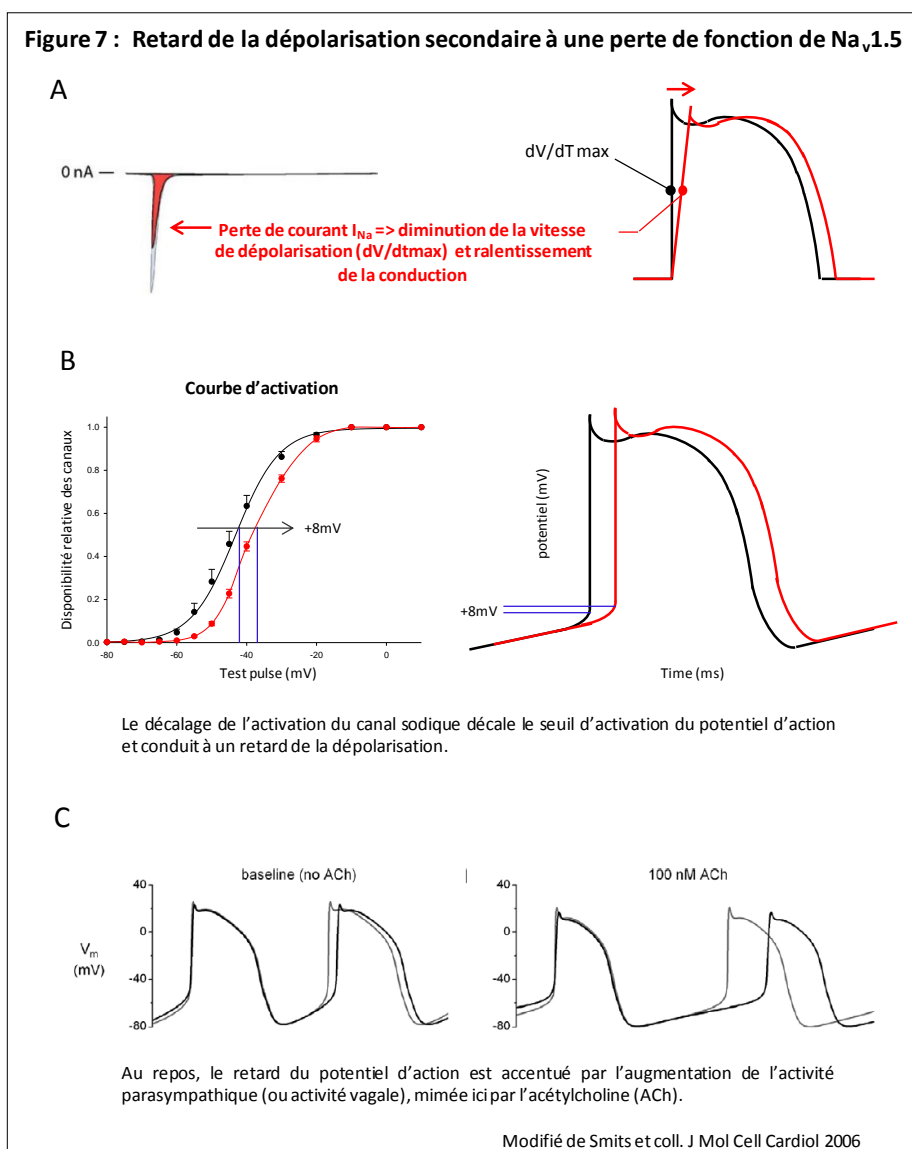 Figure 7 : Retard de la dépolarisation secondaire à une perte de fonction de Nav1.5
A
0 nA
dV/dT max
Perte de courant INa => diminution de la vitesse
de dépolarisation (dV/dtmax) et ralentissement
de la conduction
B
Courbe d'activation
Disponibilité relative des canaux
1.0
0.8
0.6
0.4
0.2
0.0
+8mV
-80
-60
-40
-20
0
Test pulse (mV)
potentiel (mV)
+8mV
Time (ms)
Le décalage de l'activation du canal sodique décale le seuil d'activation du potentiel d'action
et conduit à un retard de la dépolarisation.
C
baseline (no ACh)
100 nM ACh
Vm
(mV)
40
0
-40
-80
40
0
-40
-80
Au repos, le retard du potentiel d'action est accentué par l'augmentation de l'activité
parasympathique (ou activité vagale), mimée ici par l'acétylcholine (ACh).
Modifié de Smits et coll. J Mol Cell Cardiol 2006